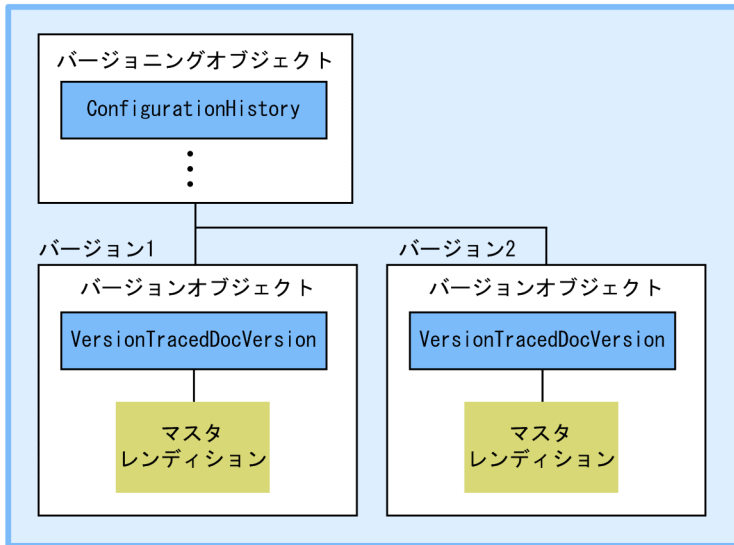 バージョニングオブジェクト
ConfigurationHistory
バージョン1
バージョン2
バージョンオブジェクト
バージョンオブジェクト
VersionTracedDocVersion
VersionTracedDocVersion
マスタ
レンディション
マスタ
レンディション